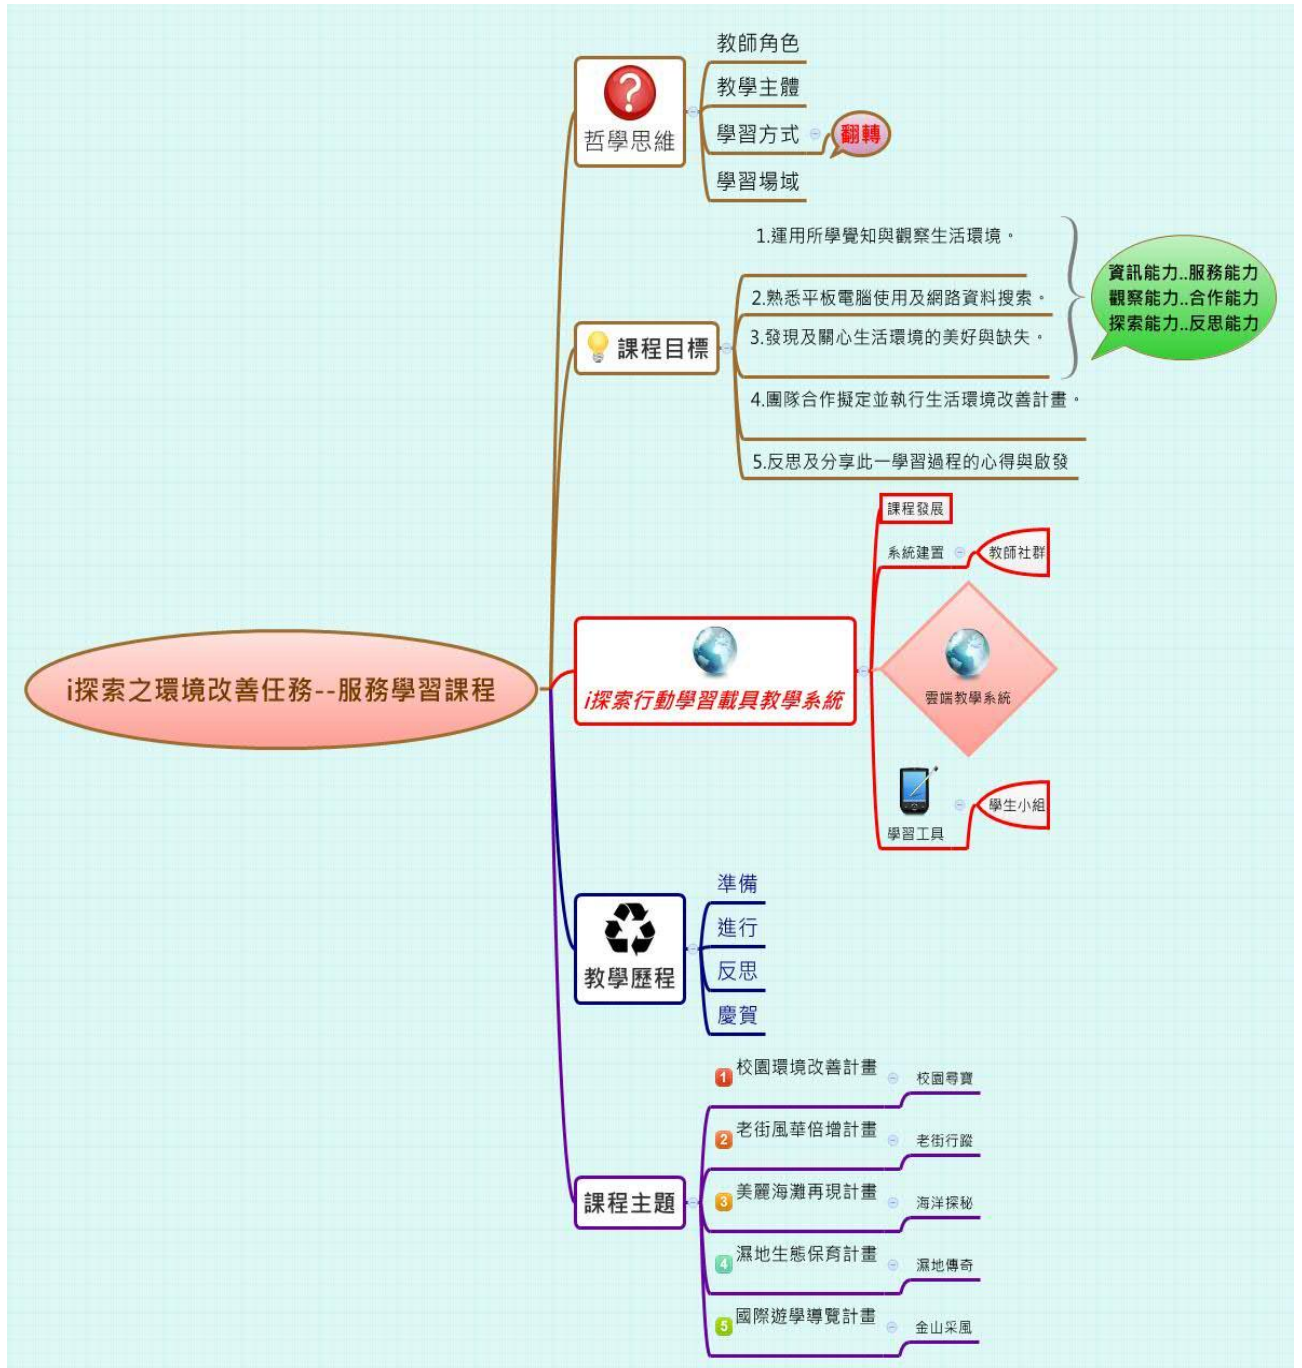 教師角色
教學主體
學習方式
翻轉
學習場域
哲學思維
1.運用所學覺知與觀察生活環境。
2.熟悉平板電腦使用及網路資料搜索。
3.發現及關心生活環境的美好與缺失。
4.團隊合作擬定並執行生活環境改善計畫。
5.反思及分享此一學習過程的心得與啟發
資訊能力..服務能力
觀察能力..合作能力
探索能力..反思能力
課程目標
i探索之環境改善任務--服務學習課程
i探索行動學習載具教學系統
課程發展
系統建置
教師社群
雲端教學系統
學習工具
學生小組
教學歷程
準備
進行
反思
慶賀
課程主題
1 校園環境改善計畫
校園尋寶
2 老街風華倍增計畫
老街行蹤
3 美麗海灘再現計畫
海洋探秘
4 濕地生態保育計畫
濕地傳奇
5 國際遊學導覽計畫
金山采風